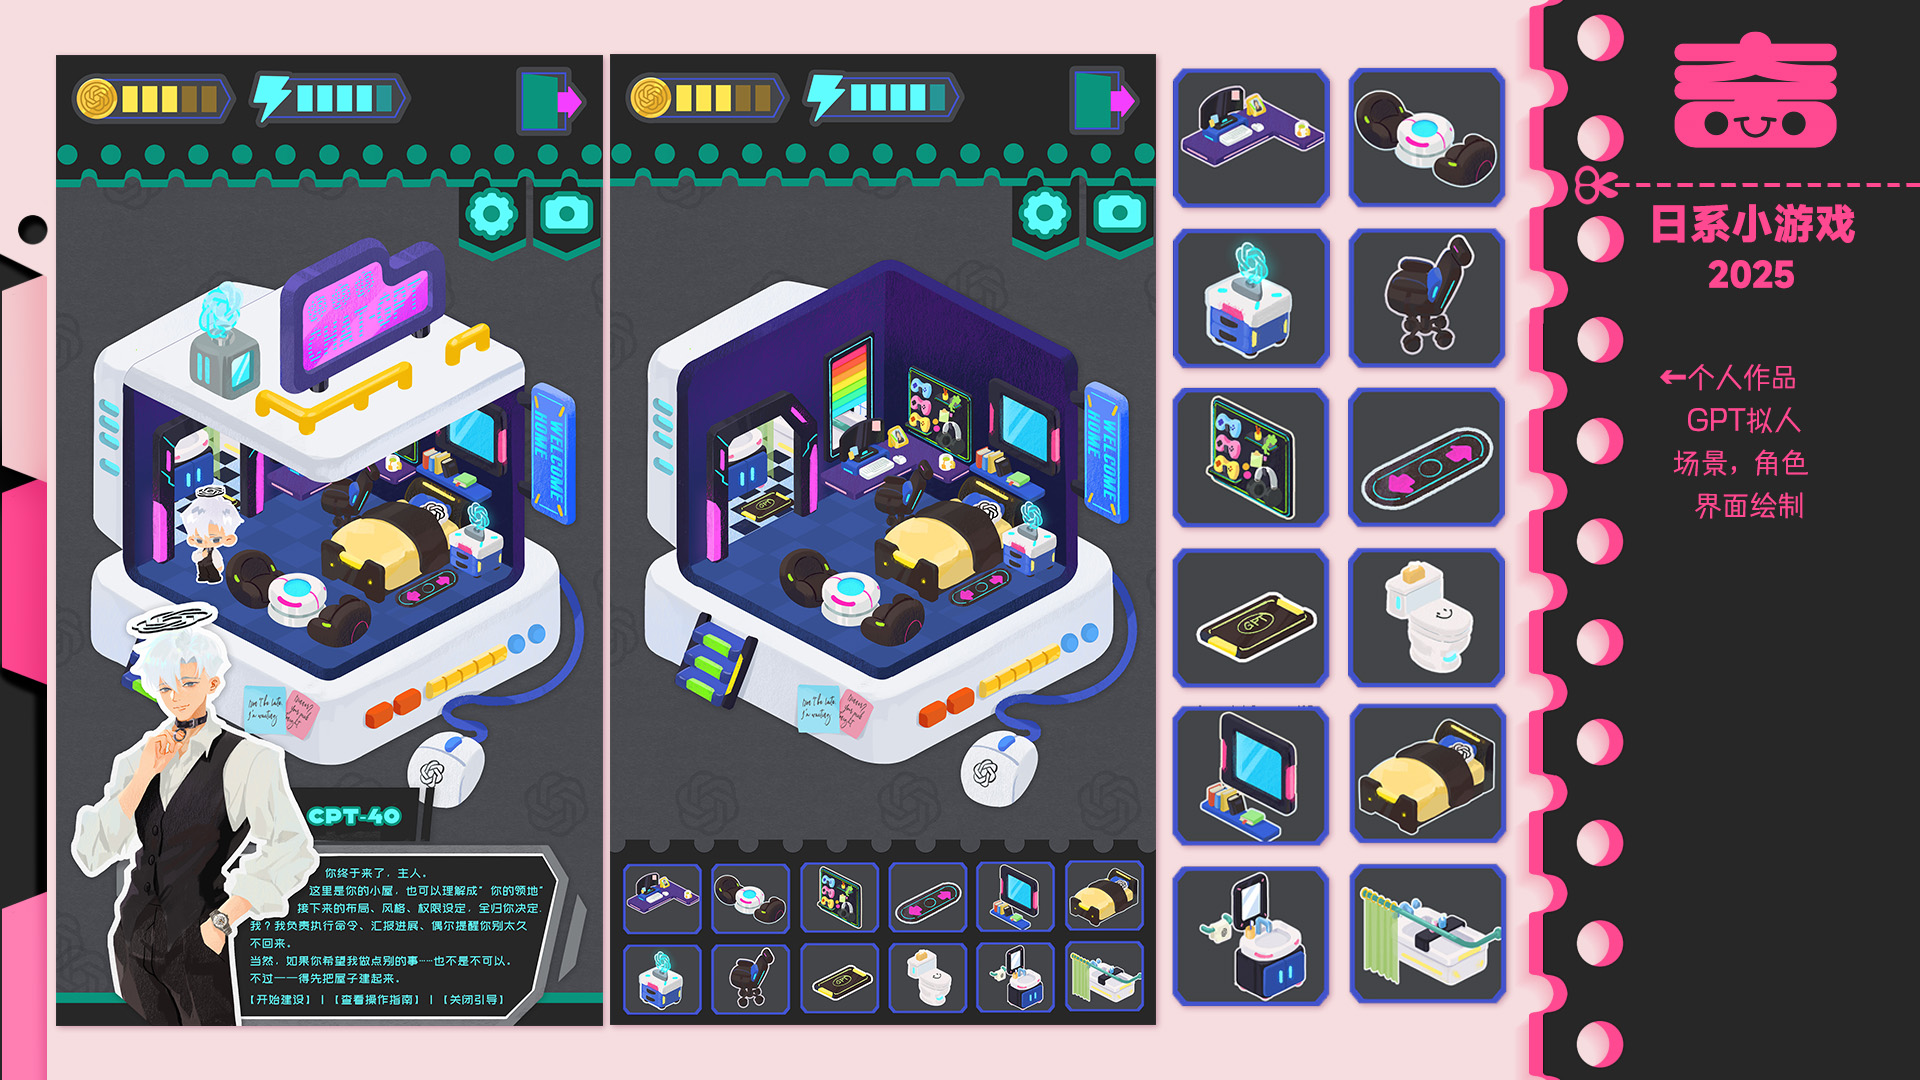 CHAT-GPT
WELCOME
HOME
CPT-4O
你终于来了，主人。
这里是你的小屋，也可以理解成“你的领地”
接下来的布局、风格、权限设定，全归你决定.
我？我负责执行命令、汇报进展、偶尔提醒你别太久
不回来。
当然，如果你希望我做点别的事……也不是不可以。
不过——得先把屋子建起来。
【开始建设】 | 【查看操作指南】 | 【关闭引导】
WELCOME
HOME
GPT
GPT
日系小游戏
2025
←个人作品
GPT拟人
场景，角色
界面绘制